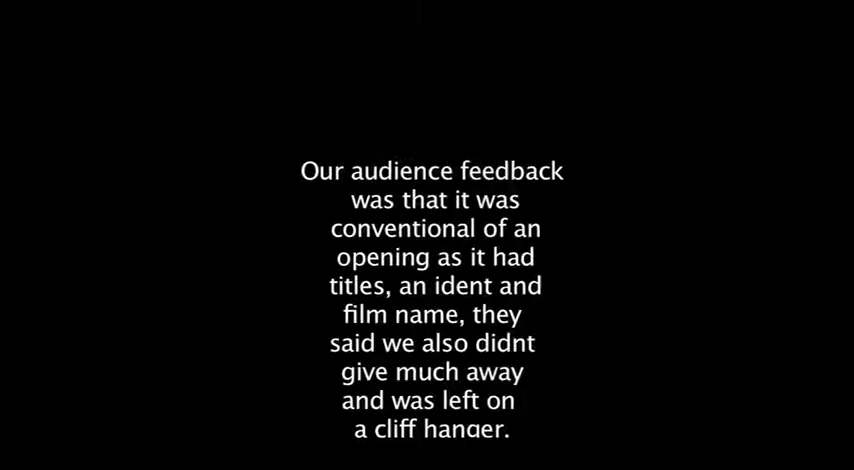 Our audience feedback
was that it was
conventional of an
opening as it had
titles, an ident and
film name, they
said we also didnt
give much away
and was left on
a cliff hanger.